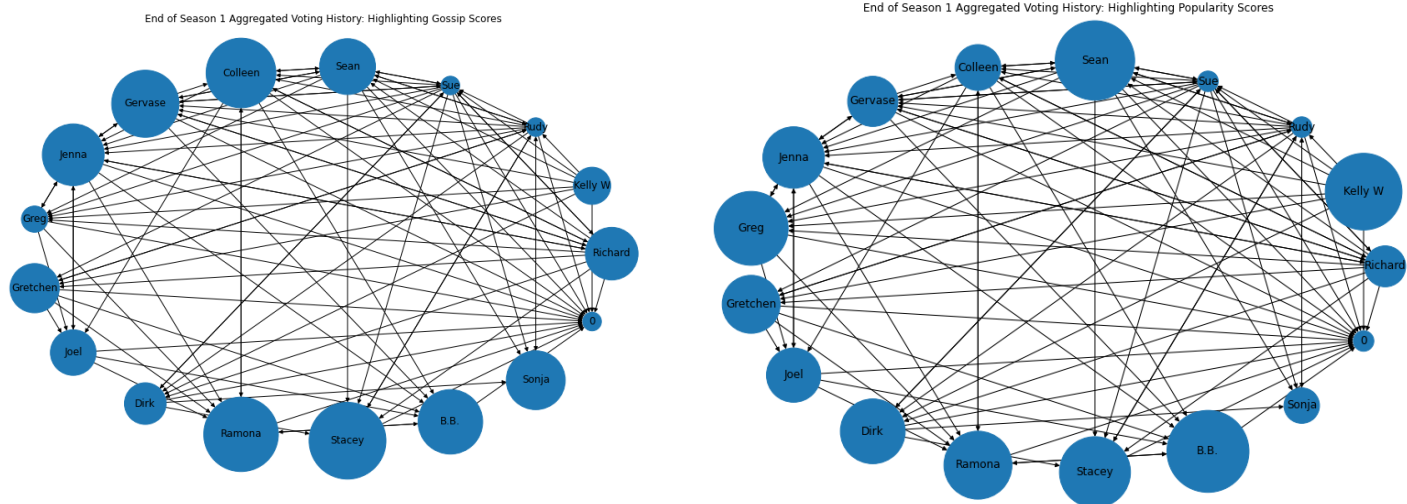 End of Season 1 Aggregated Voting History: Highlighting Gossip Scores
Sean
Colleen
Sue
Gervase
Rudy
Jenna
Kelly W
Greg
Richard
Gretchen
0
Joel
Sonja
Dirk
B.B.
Ramona
Stacey
End of Season 1 Aggregated Voting History: Highlighting Popularity Scores
Sean
Colleen
Sue
Gervase
Rudy
Jenna
Kelly W
Greg
Richard
Gretchen
0
Joel
Sonja
Dirk
B.B.
Ramona
Stacey